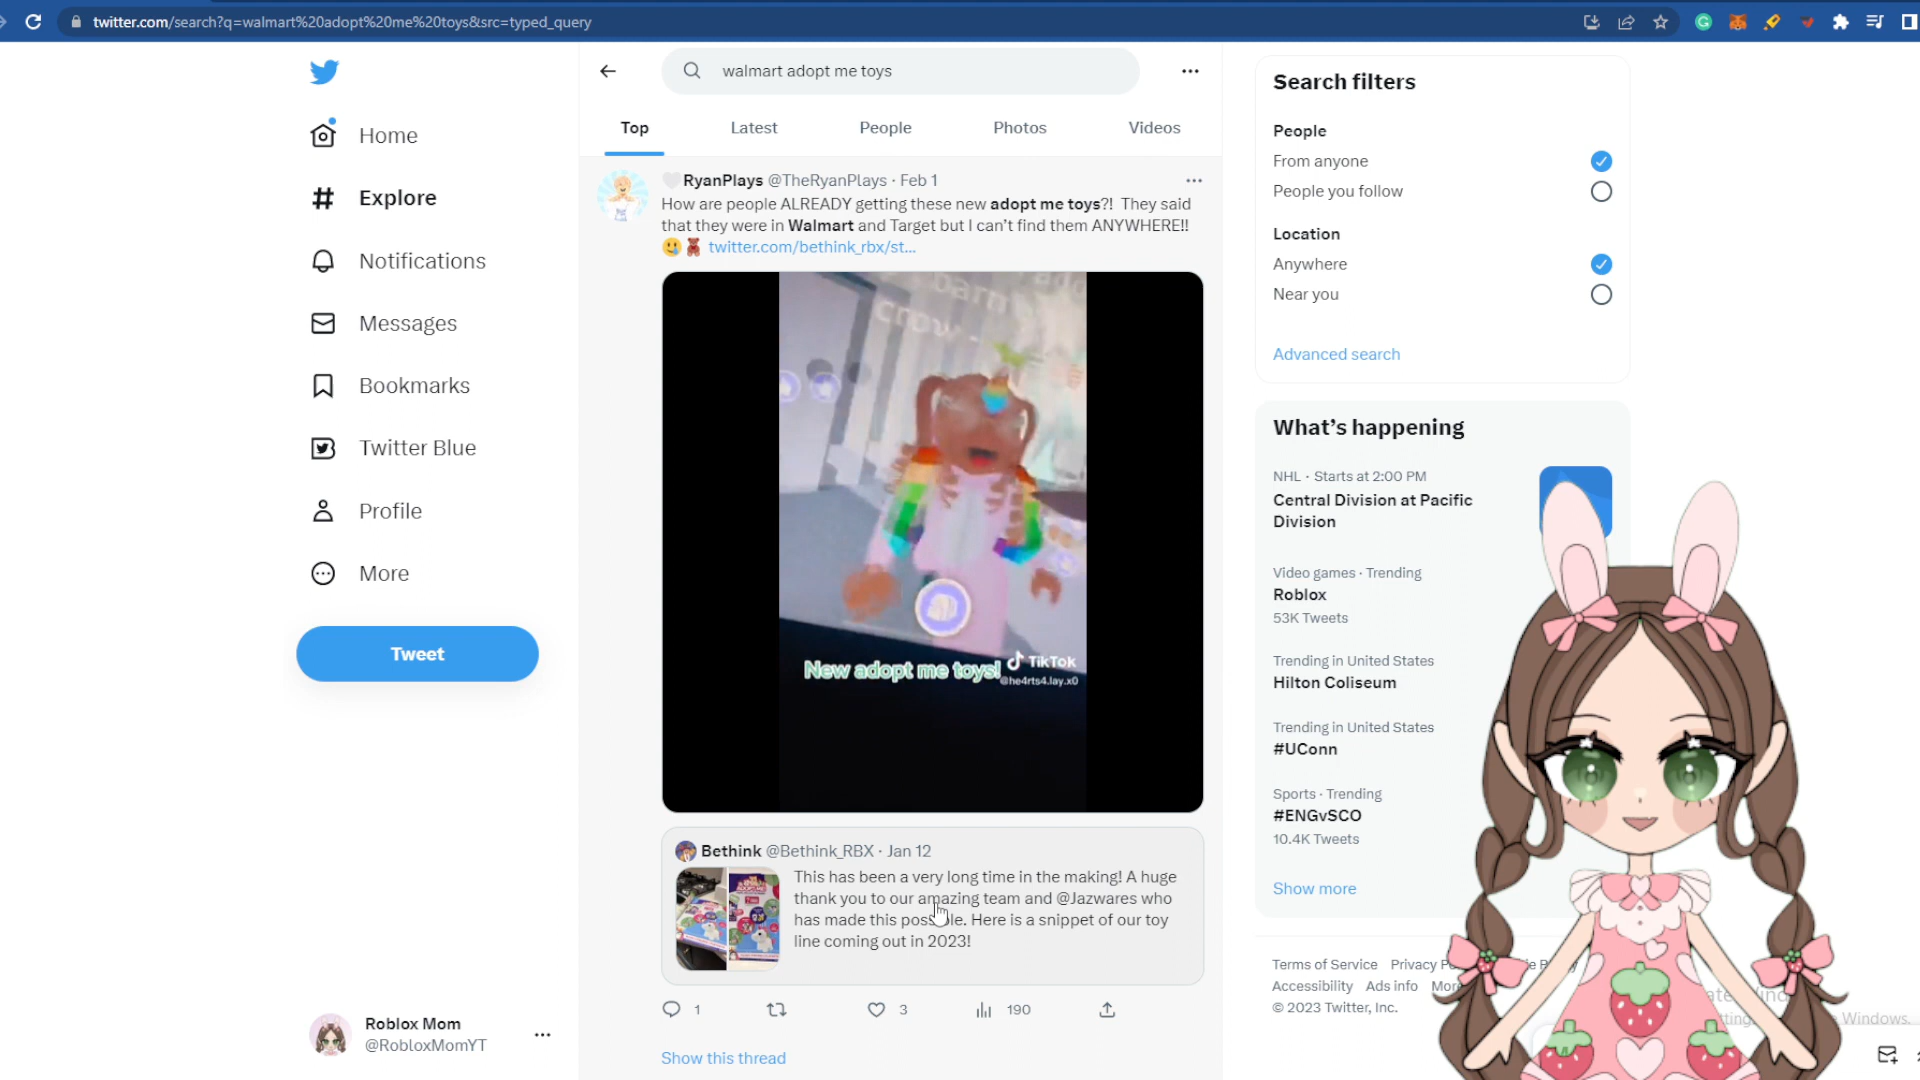 twitter.com/search?q=walmart%20adopt%20me%20toys&src=typed_query
walmart adopt me toys
Top
Latest
People
Photos
Videos
Home
Explore
Notifications
Messages
Bookmarks
Twitter Blue
Profile
More
Tweet
Roblox Mom
@RobloxMomYT
RyanPlays @TheRyanPlays · Feb 1
How are people ALREADY getting these new adopt me toys?! They said
that they were in Walmart and Target but I can't find them ANYWHERE!!
twitter.com/bethink_rbx/st...
New adopt me toys!
TikTok
@he4rts4.lay.x0
Bethink @Bethink_RBX · Jan 12
This has been a very long time in the making! A huge
thank you to our amazing team and @Jazwares who
has made this possible. Here is a snippet of our toy
line coming out in 2023!
1
3
190
Show this thread
Search filters
People
From anyone
People you follow
Location
Anywhere
Near you
Advanced search
What's happening
NHL · Starts at 2:00 PM
Central Division at Pacific
Division
Video games · Trending
Roblox
53K Tweets
Trending in United States
Hilton Coliseum
Trending in United States
#UConn
Sports · Trending
#ENGvSCO
10.4K Tweets
Show more
Terms of Service Privacy
Accessibility Ads info
© 2023 Twitter, Inc.
Windows.